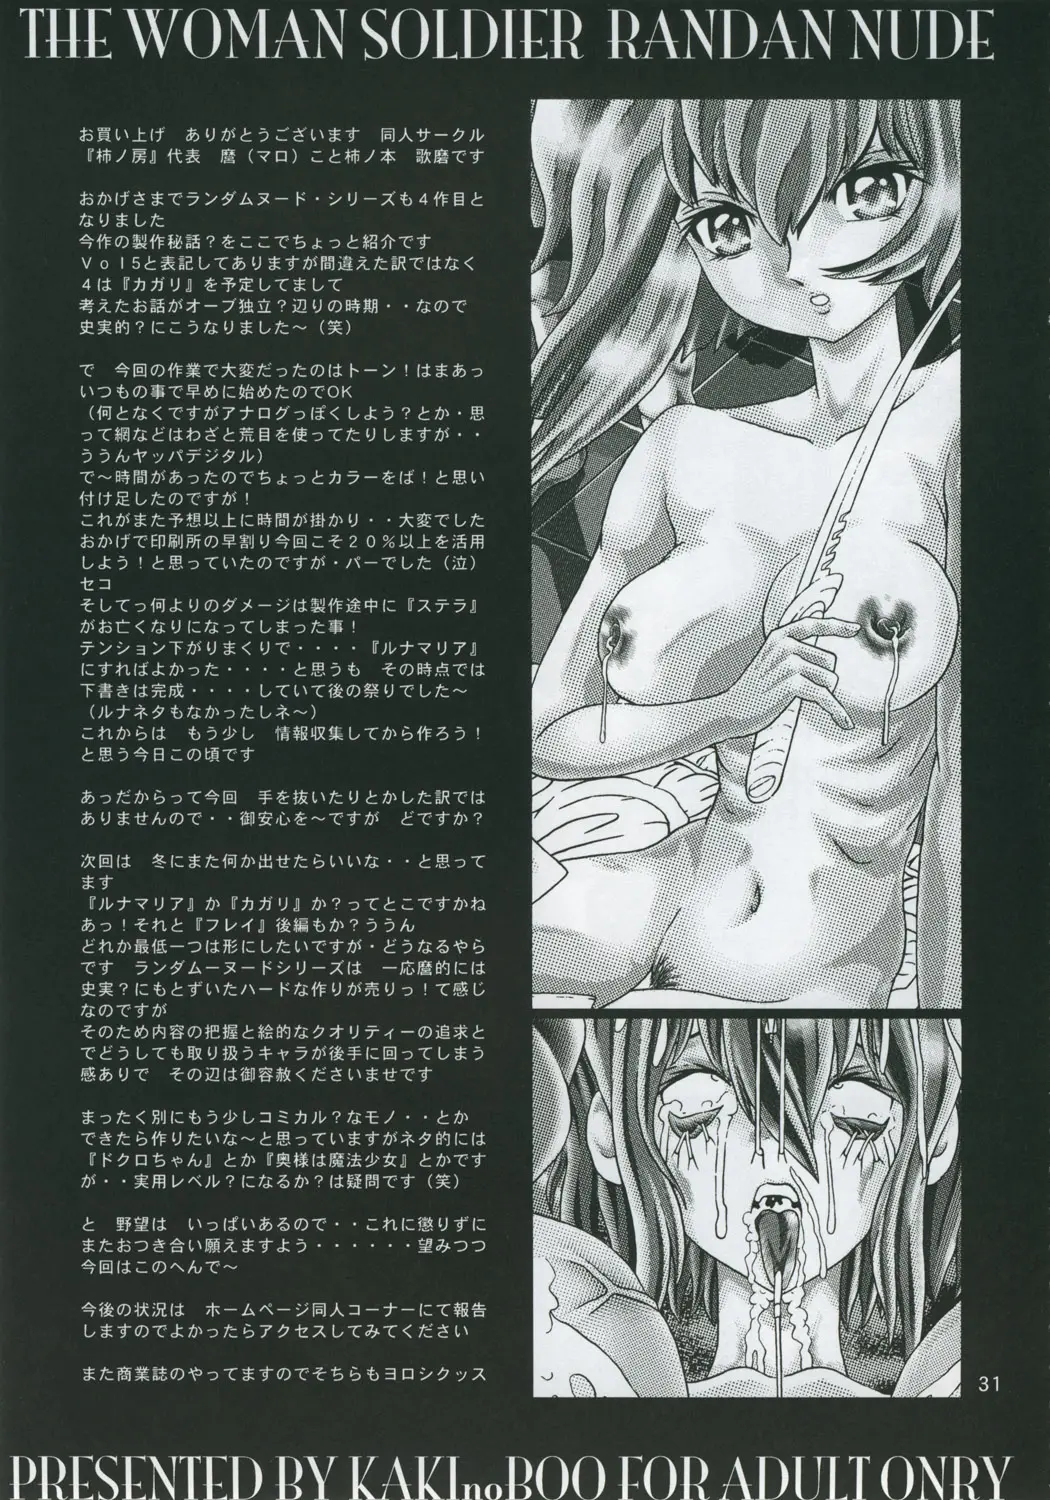 THE WOMAN SOLDIER RANDAN NUDE
お買い上げ　ありがとうございます　同人サークル
『柿ノ房』代表　麿（マロ）こと柿ノ本　歌磨です
おかげさまでランダムヌード・シリーズも４作目と
なりました
今作の製作秘話？をここでちょっと紹介です
Ｖｏｌ5と表記してありますが間違えた訳ではなく
４は『カガリ』を予定してまして
考えたお話がオーブ独立？辺りの時期・・なので
史実的？にこうなりました〜（笑）
で　今回の作業で大変だったのはトーン！はまあっ
いつもの事で早めに始めたのでOK
（何となくですがアナログっぽくしよう？とか・思
って網などはわざと荒目を使ってたりしますが・・
ううんヤッパデジタル）
で〜時間があったのでちょっとカラーをば！と思い
付け足したのですが！
これがまた予想以上に時間が掛かり・・大変でした
おかげで印刷所の早割り今回こそ２０％以上を活用
しよう！と思っていたのですが・パーでした（泣）
セコ
そしてっ何よりのダメージは製作途中に『ステラ』
がお亡くなりになってしまった事！
テンション下がりまくりで・・・・『ルナマリア』
にすればよかった・・・・と思うも　その時点では
下書きは完成・・・・していて後の祭りでした〜
（ルナネタもなかったしネ〜）
これからは　もう少し　情報収集してから作ろう！
と思う今日この頃です
あっだからって今回　手を抜いたりとかした訳では
ありませんので・・御安心を〜ですが　どですか？
次回は　冬にまた何か出せたらいいな・・と思って
ます
『ルナマリア』か『カガリ』か？ってとこですかね
あっ！それと『フレイ』後編もか？ううん
どれか最低一つは形にしたいですが・どうなるやら
です　ランダムーヌードシリーズは　一応麿的には
史実？にもとずいたハードな作りが売りっ！て感じ
なのですが
そのため内容の把握と絵的なクオリティーの追求と
でどうしても取り扱うキャラが後手に回ってしまう
感ありで　その辺は御容赦くださいませです
まったく別にもう少しコミカル？なモノ・・とか
できたら作りたいな〜と思っていますがネタ的には
『ドクロちゃん』とか『奥様は魔法少女』とかです
が・・実用レベル？になるか？は疑問です（笑）
と　野望は　いっぱいあるので・・これに懲りずに
またおつき合い願えますよう・・・・・・望みつつ
今回はこのへんで〜
今後の状況は　ホームページ同人コーナーにて報告
しますのでよかったらアクセスしてみてください
また商業誌のやってますのでそちらもヨロシクッス
31
PRESENTED BY KAKInoBOO FOR ADULT ONRY